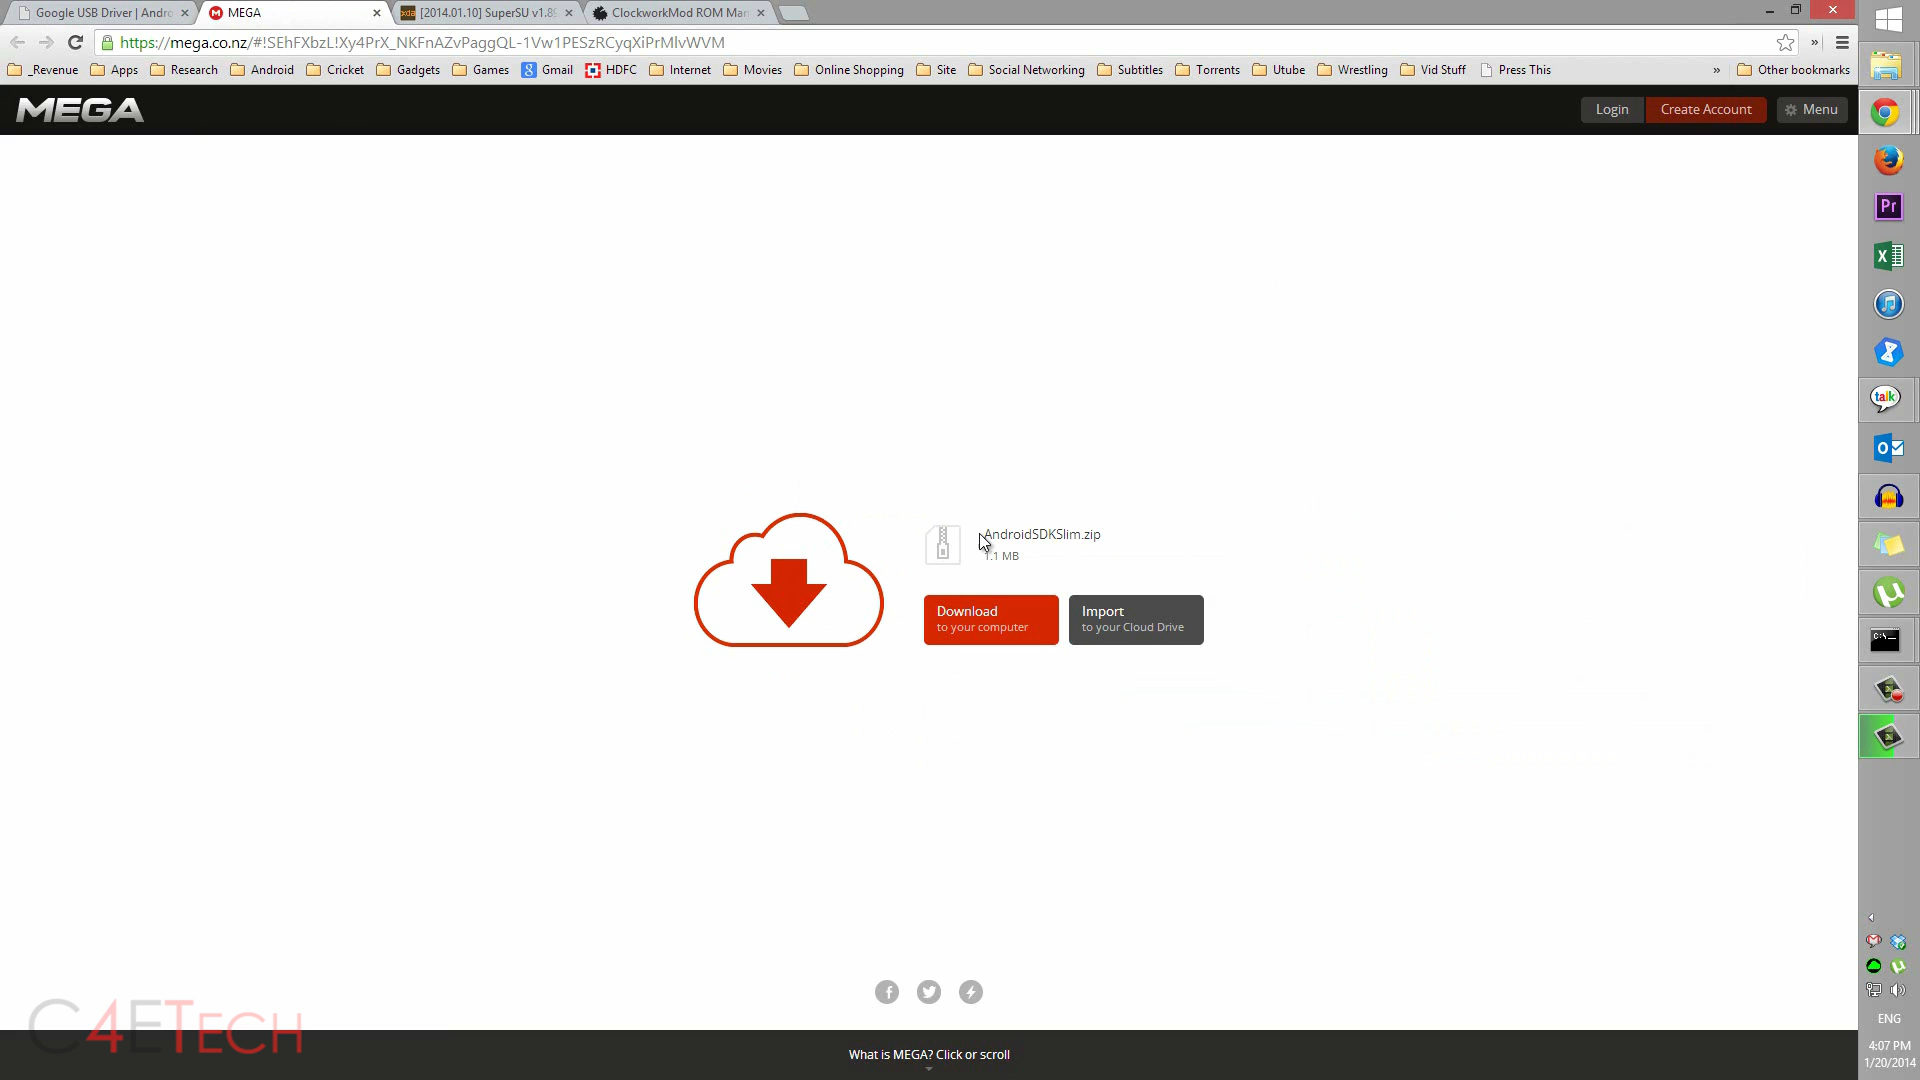 Google USB Driver | Andro
MEGA
[2014.01.10] SuperSU v1.89
ClockworkMod ROM Man
https://mega.co.nz/#!SEhFXbzL!Xy4PrX_NKFnAZvPaggQL-1Vw1PESzRCyqXiPrMlvWVM
_Revenue
Apps
Research
Android
Cricket
Gadgets
Games
Gmail
HDFC
Internet
Movies
Online Shopping
Site
Social Networking
Subtitles
Torrents
Utube
Wrestling
Vid Stuff
Press This
»
Other bookmarks
MEGA
Login
Create Account
Menu
AndroidSDKSlim.zip
1.1 MB
Download
to your computer
Import
to your Cloud Drive
Pr
talk
C4ETech
What is MEGA? Click or scroll
ENG
4:07 PM
1/20/2014